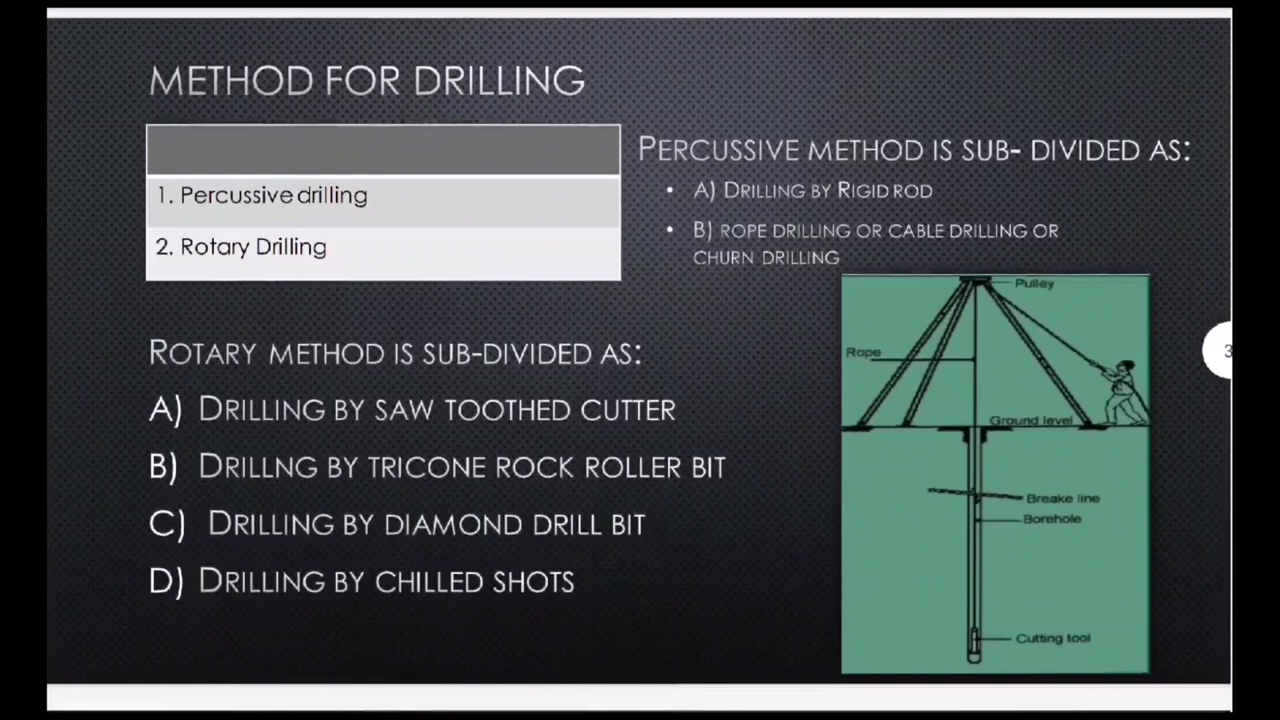 METHOD FOR DRILLING
1. Percussive drilling
2. Rotary Drilling
PERCUSSIVE METHOD IS SUB- DIVIDED AS:
• A) DRILLING BY RIGID ROD
• B) ROPE DRILLING OR CABLE DRILLING OR
CHURN DRILLING
ROTARY METHOD IS SUB-DIVIDED AS:
A) DRILLING BY SAW TOOTHED CUTTER
B) DRILLNG BY TRICONE ROCK ROLLER BIT
C) DRILLING BY DIAMOND DRILL BIT
D) DRILLING BY CHILLED SHOTS
Pulley
Rope
Ground level
Breake line
Borehole
Cutting tool
3